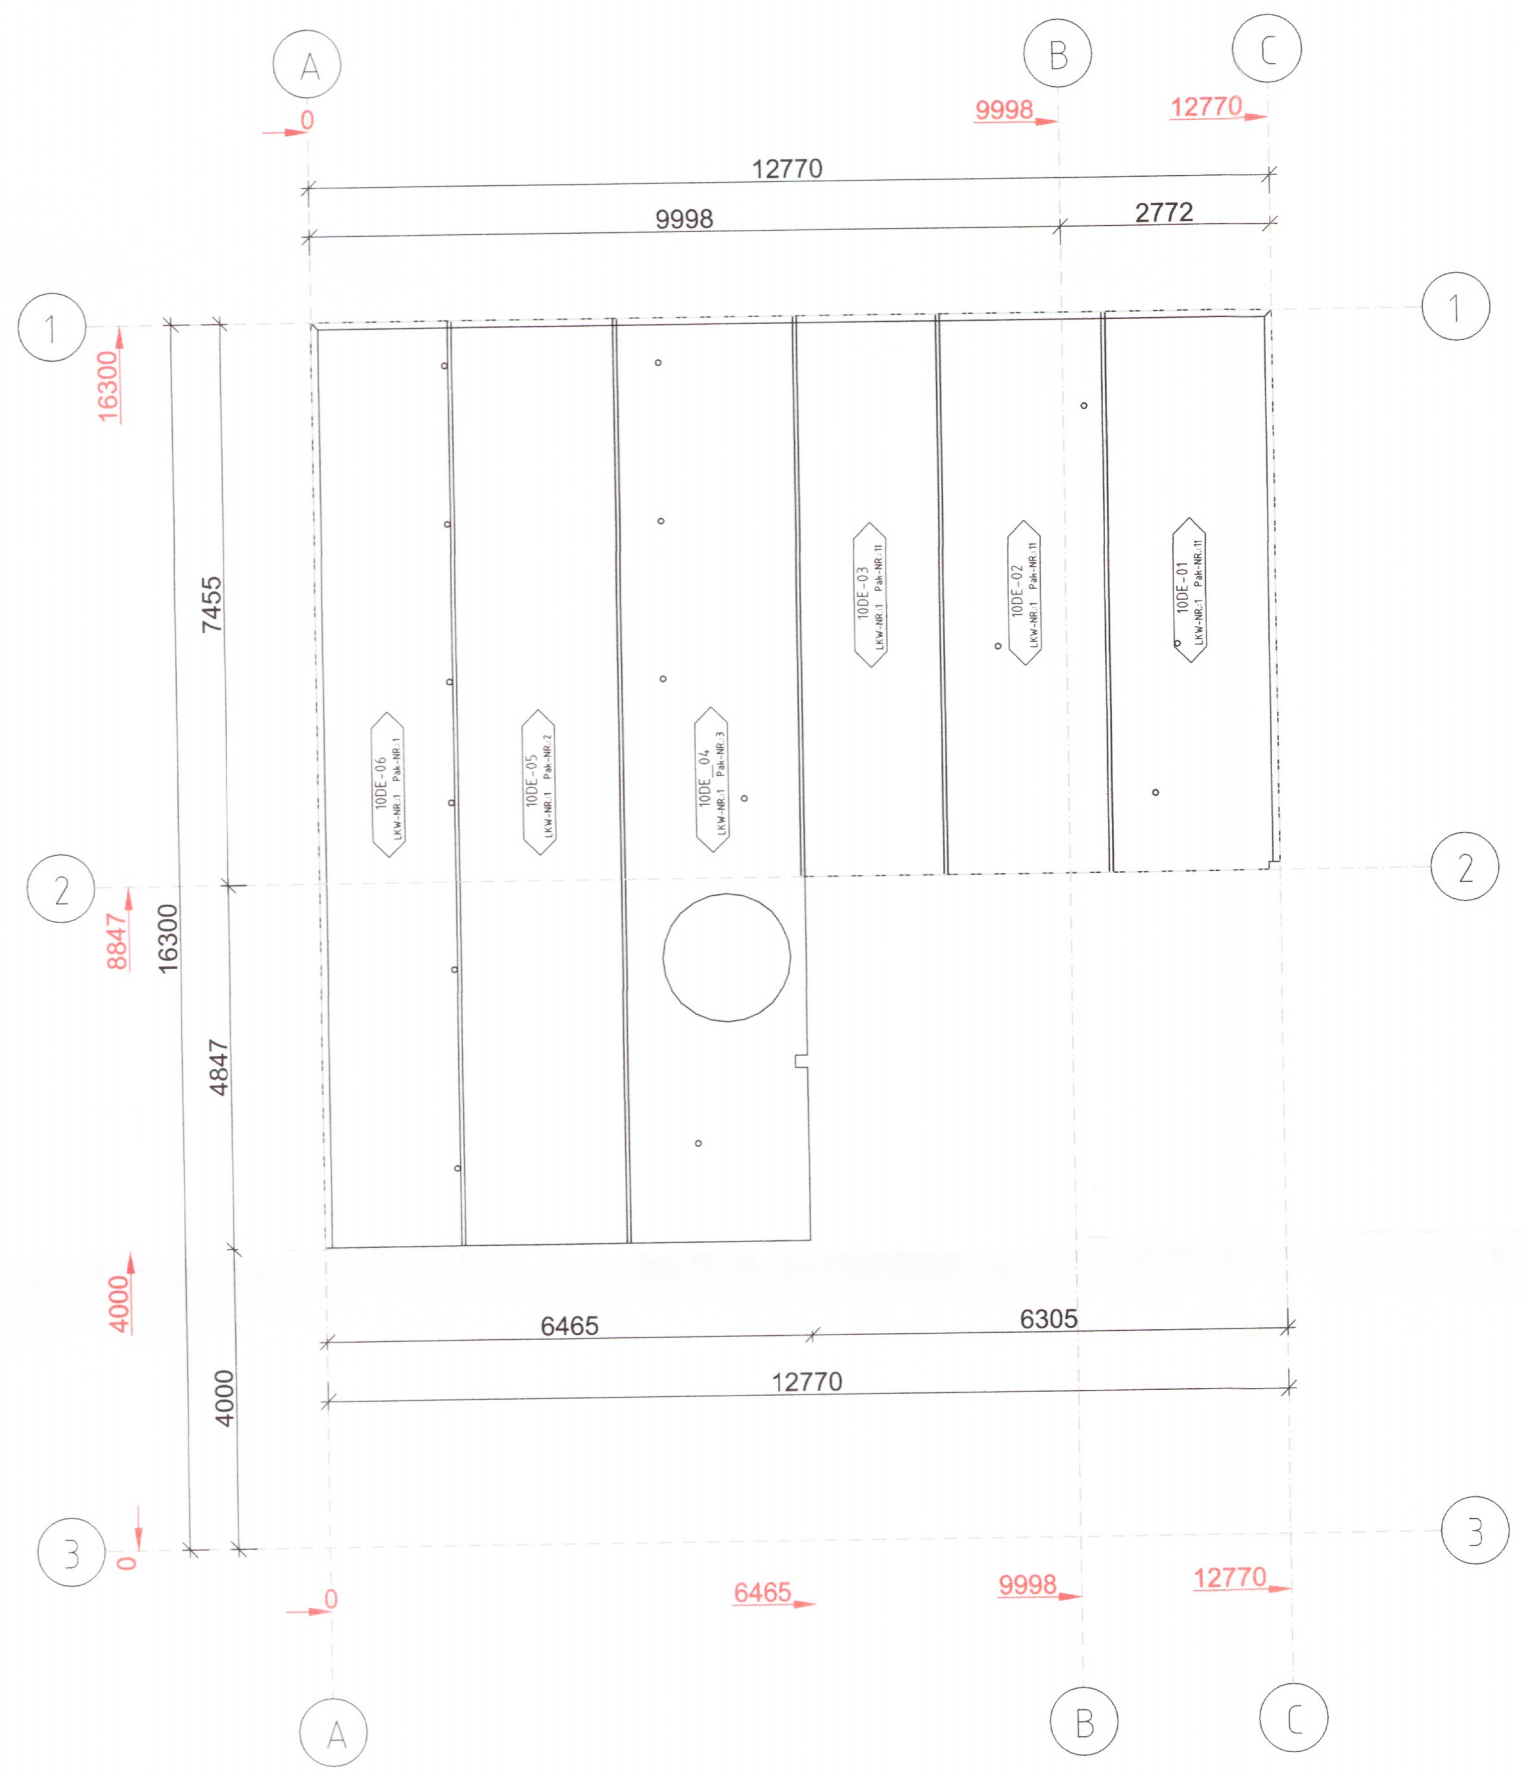 A
B
C
0
9998
12770
12770
9998
2772
1
1
16300
7455
10DE-03
LKW-NR.:1 Pak-NR.:11
10DE-02
LKW-NR.:1 Pak-NR.:11
10DE-01
LKW-NR.:1 Pak-NR.:11
10DE-06
LKW-NR.:1 Pak-NR.:1
10DE-05
LKW-NR.:1 Pak-NR.:2
10DE_04
LKW-NR.:1 Pak-NR.:3
2
2
8847
16300
4847
4000
6465
6305
12770
4000
3
3
0
0
6465
9998
12770
A
B
C